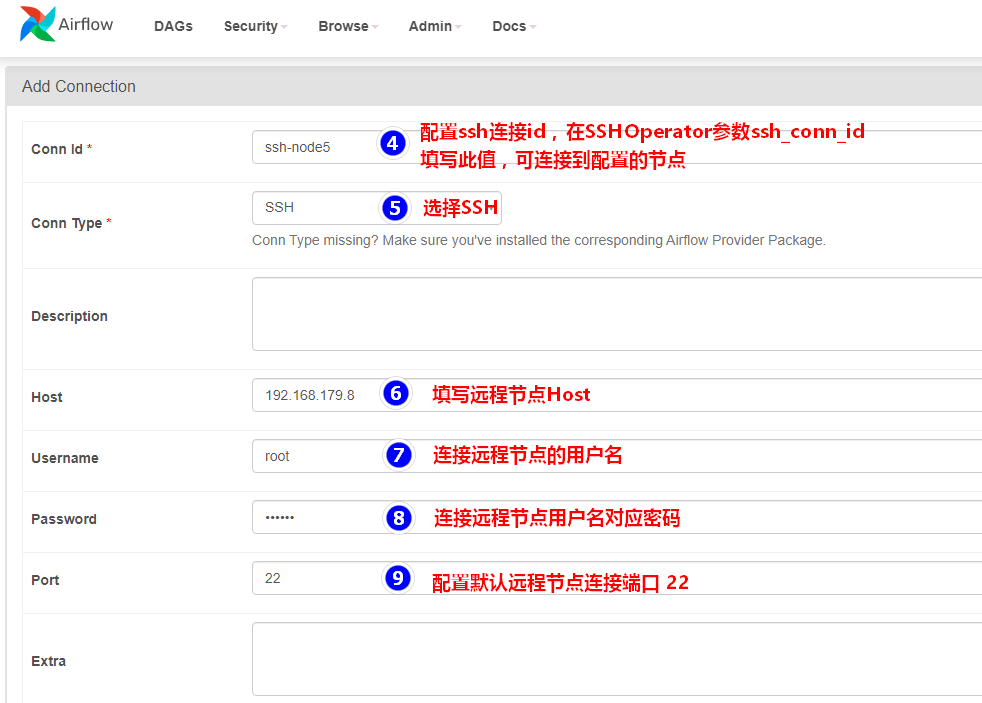 Airflow DAGs Security Browse Admin Docs
Add Connection
Conn Id * ssh-node5 4 配置ssh连接id，在SSHOperator参数ssh_conn_id
填写此值，可连接到配置的节点
Conn Type * SSH 5 选择SSH
Conn Type missing? Make sure you've installed the corresponding Airflow Provider Package.
Description
Host 192.168.179.8 6 填写远程节点Host
Username root 7 连接远程节点的用户名
Password •••••• 8 连接远程节点用户名对应密码
Port 22 9 配置默认远程节点连接端口 22
Extra